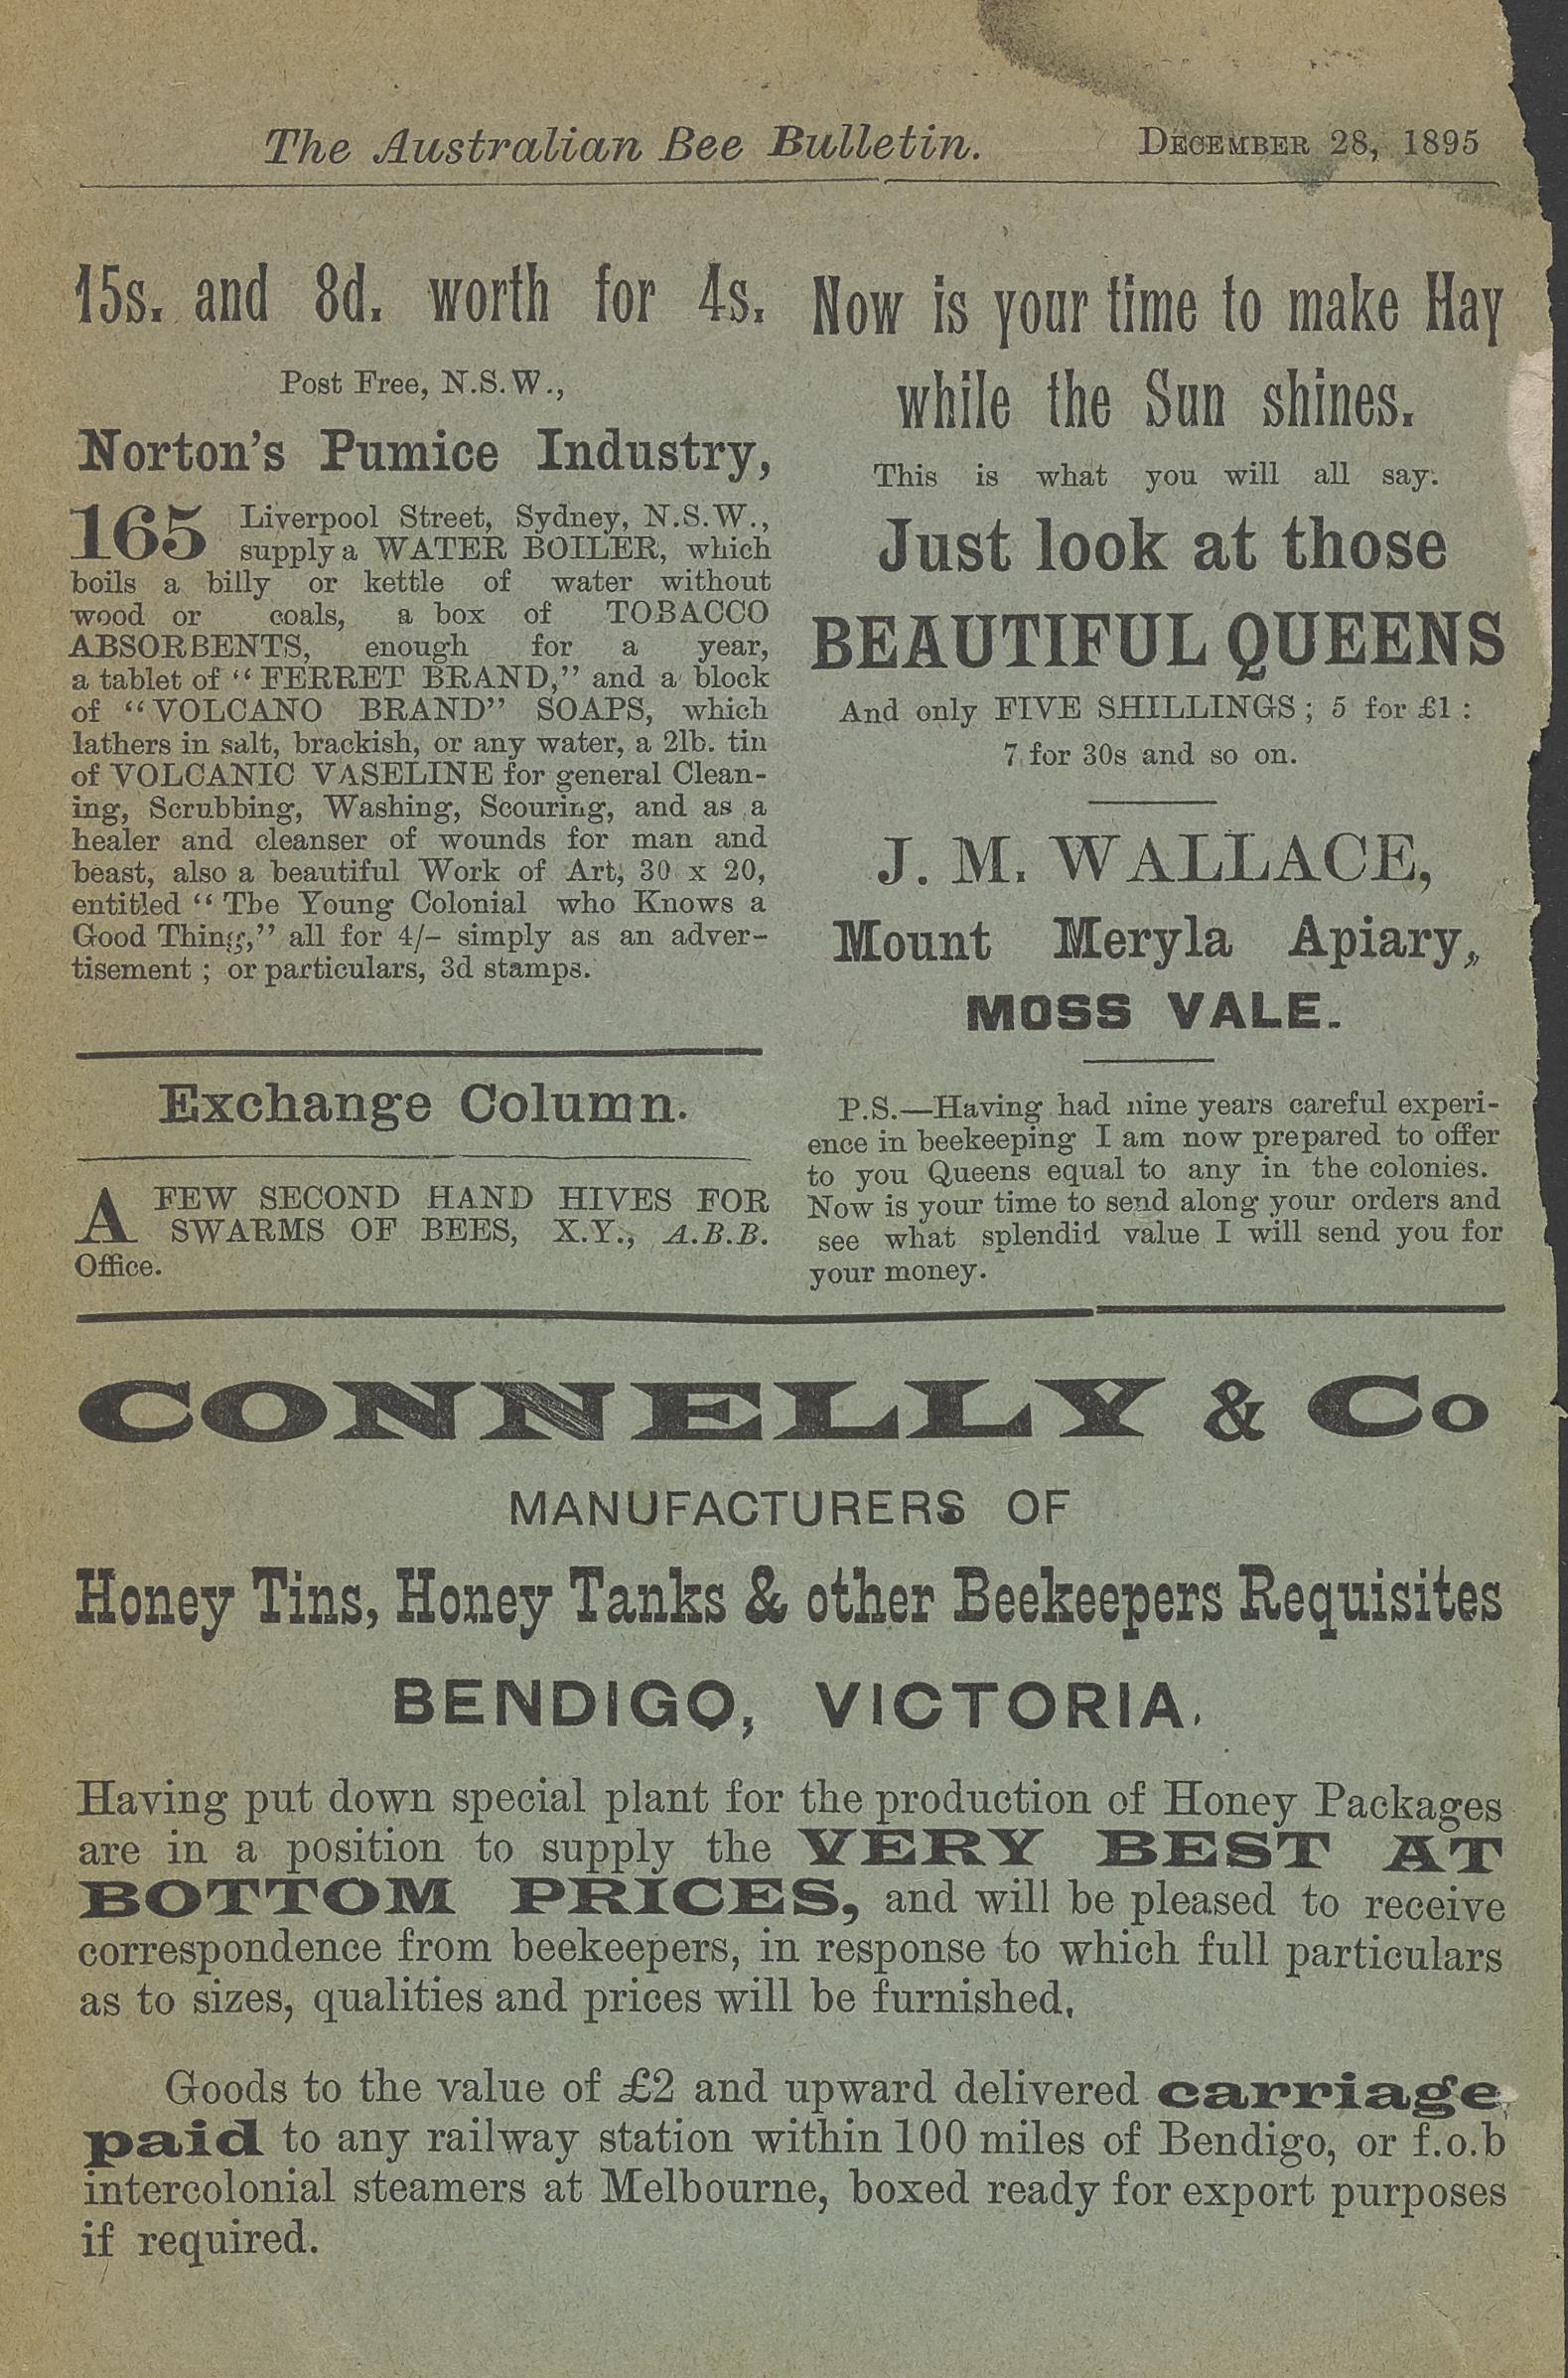 The Australian Bee Bulletin. DECEMBER 28, 1895
15s. and 8d. worth for 4s.
Post Free, N.S.W.,
Norton's Pumice Industry,
165 Liverpool Street, Sydney, N.S.W.,
supply a WATER BOILER, which
boils a billy or kettle of water without
wood or coals, a box of TOBACCO
ABSORBENTS, enough for a year,
a tablet of "FERRET BRAND," and a block
of "VOLCANO BRAND" SOAPS, which
lathers in salt, brackish, or any water, a 2lb. tin
of VOLCANIC VASELINE for general Clean-
ing, Scrubbing, Washing, Scouring, and as a
healer and cleanser of wounds for man and
beast, also a beautiful Work of Art, 30 x 20,
entitled "The Young Colonial who Knows a
Good Thing," all for 4/- simply as an adver-
tisement ; or particulars, 3d stamps.
Exchange Column.
A FEW SECOND HAND HIVES FOR
SWARMS OF BEES, X.Y., A.B.B.
Office.
Now is your time to make Hay
while the Sun shines.
This is what you will all say.
Just look at those
BEAUTIFUL QUEENS
And only FIVE SHILLINGS ; 5 for £1 :
7 for 30s and so on.
J. M. WALLACE,
Mount Meryla Apiary,
MOSS VALE.
P.S.—Having had nine years careful experi-
ence in beekeeping I am now prepared to offer
to you Queens equal to any in the colonies.
Now is your time to send along your orders and
see what splendid value I will send you for
your money.
CONNELLY & Co
MANUFACTURERS OF
Honey Tins, Honey Tanks & other Beekeepers Requisites
BENDIGO, VICTORIA.
Having put down special plant for the production of Honey Packages
are in a position to supply the VERY BEST AT
BOTTOM PRICES, and will be pleased to receive
correspondence from beekeepers, in response to which full particulars
as to sizes, qualities and prices will be furnished.
Goods to the value of £2 and upward delivered carriage
paid to any railway station within 100 miles of Bendigo, or f.o.b
intercolonial steamers at Melbourne, boxed ready for export purposes
if required.